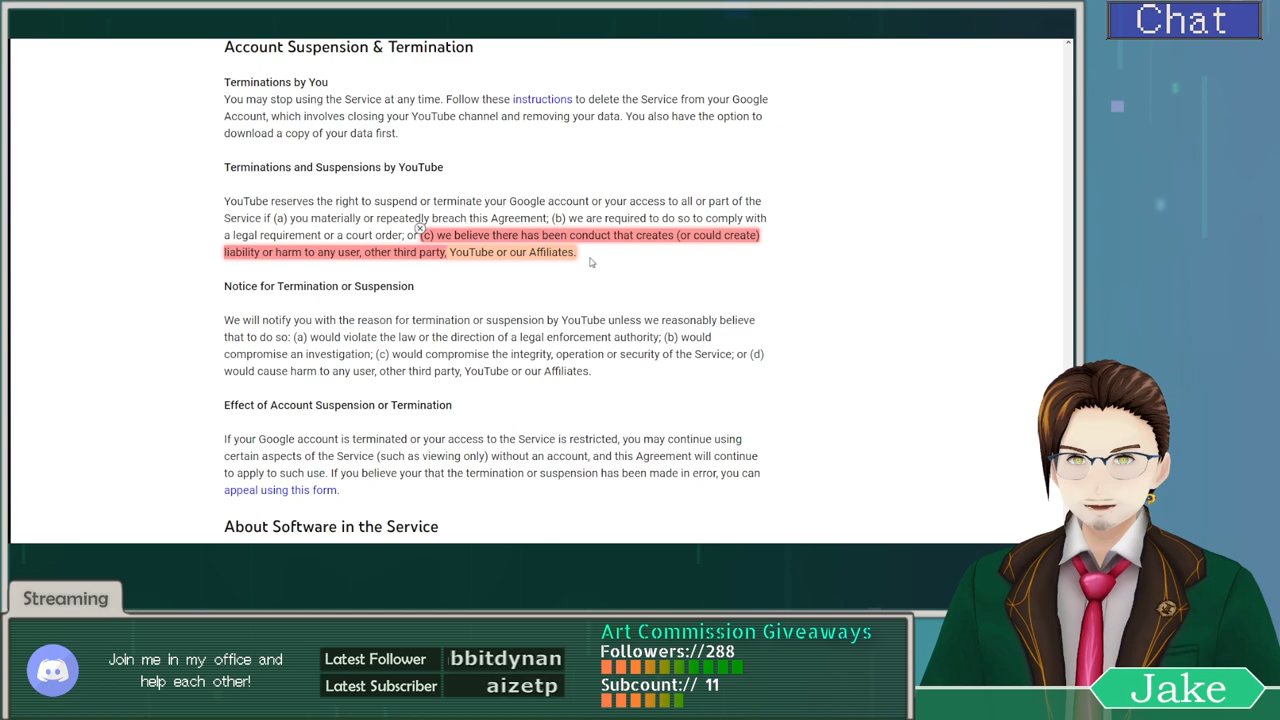 Chat
Account Suspension & Termination
Terminations by You
You may stop using the Service at any time. Follow these instructions to delete the Service from your Google
Account, which involves closing your YouTube channel and removing your data. You also have the option to
download a copy of your data first.
Terminations and Suspensions by YouTube
YouTube reserves the right to suspend or terminate your Google account or your access to all or part of the
Service if (a) you materially or repeatedly breach this Agreement; (b) we are required to do so to comply with
a legal requirement or a court order; or (c) we believe there has been conduct that creates (or could create)
liability or harm to any user, other third party, YouTube or our Affiliates.
Notice for Termination or Suspension
We will notify you with the reason for termination or suspension by YouTube unless we reasonably believe
that to do so: (a) would violate the law or the direction of a legal enforcement authority; (b) would
compromise an investigation; (c) would compromise the integrity, operation or security of the Service; or (d)
would cause harm to any user, other third party, YouTube or our Affiliates.
Effect of Account Suspension or Termination
If your Google account is terminated or your access to the Service is restricted, you may continue using
certain aspects of the Service (such as viewing only) without an account, and this Agreement will continue
to apply to such use. If you believe your that the termination or suspension has been made in error, you can
appeal using this form.
About Software in the Service
Streaming
Join me in my office and
help each other!
Latest Follower bbitdynan
Latest Subscriber aizetp
Art Commission Giveaways
Followers://288
Subcount:// 11
Jake